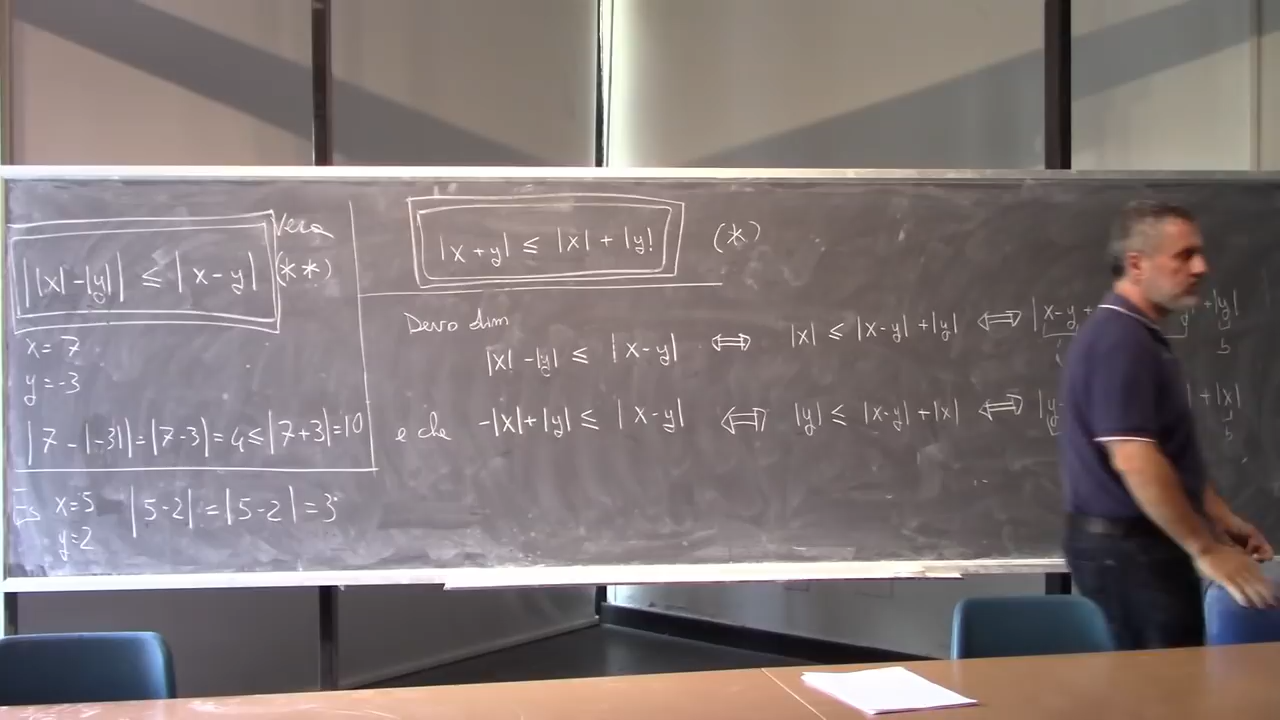 Vera
||x|-|y|| ≤ |x-y| (**)
x=7
y=-3
|7-|-3||=|7-3|=4≤|7+3|=10
Es x=5 |5-2|=|5-2|=3
y=2
|x+y| ≤ |x|+|y| (*)
Devo dim
|x|-|y| ≤ |x-y| ⟺ |x| ≤ |x-y|+|y| ⟺ |x-y + y| +|y|
b
e che -|x|+|y| ≤ |x-y| ⟺ |y| ≤ |x-y|+|x| ⟺ |y- | +|x|
b